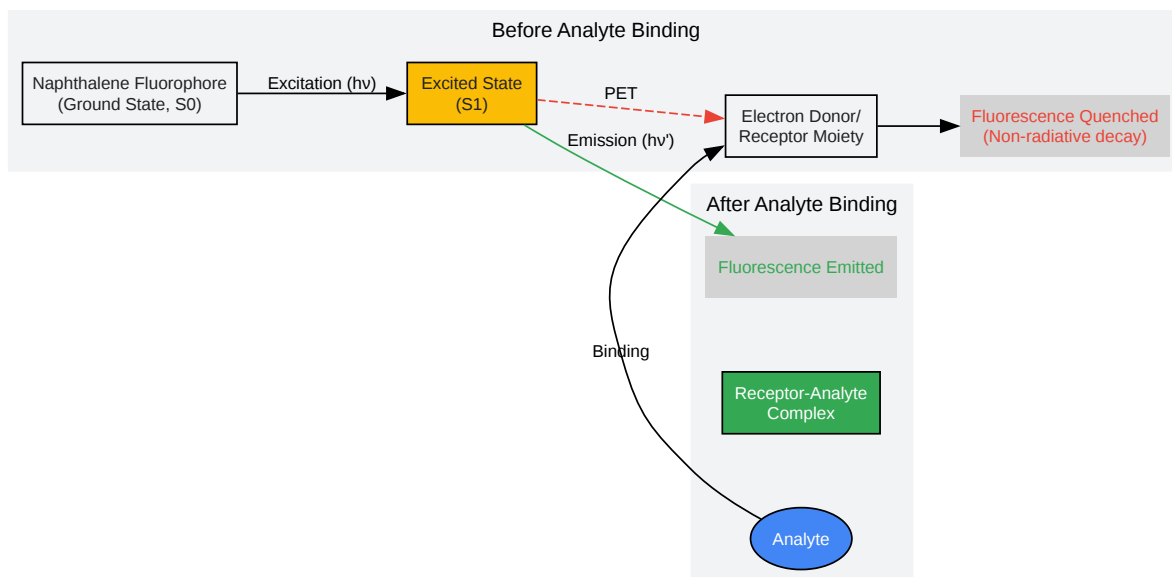 Before Analyte Binding
Naphthalene Fluorophore
(Ground State, S0)
Excitation (hν)
Excited State
(S1)
PET
Emission (hν')
Electron Donor/
Receptor Moiety
Fluorescence Quenched
(Non-radiative decay)
After Analyte Binding
Fluorescence Emitted
Binding
Receptor-Analyte
Complex
Analyte